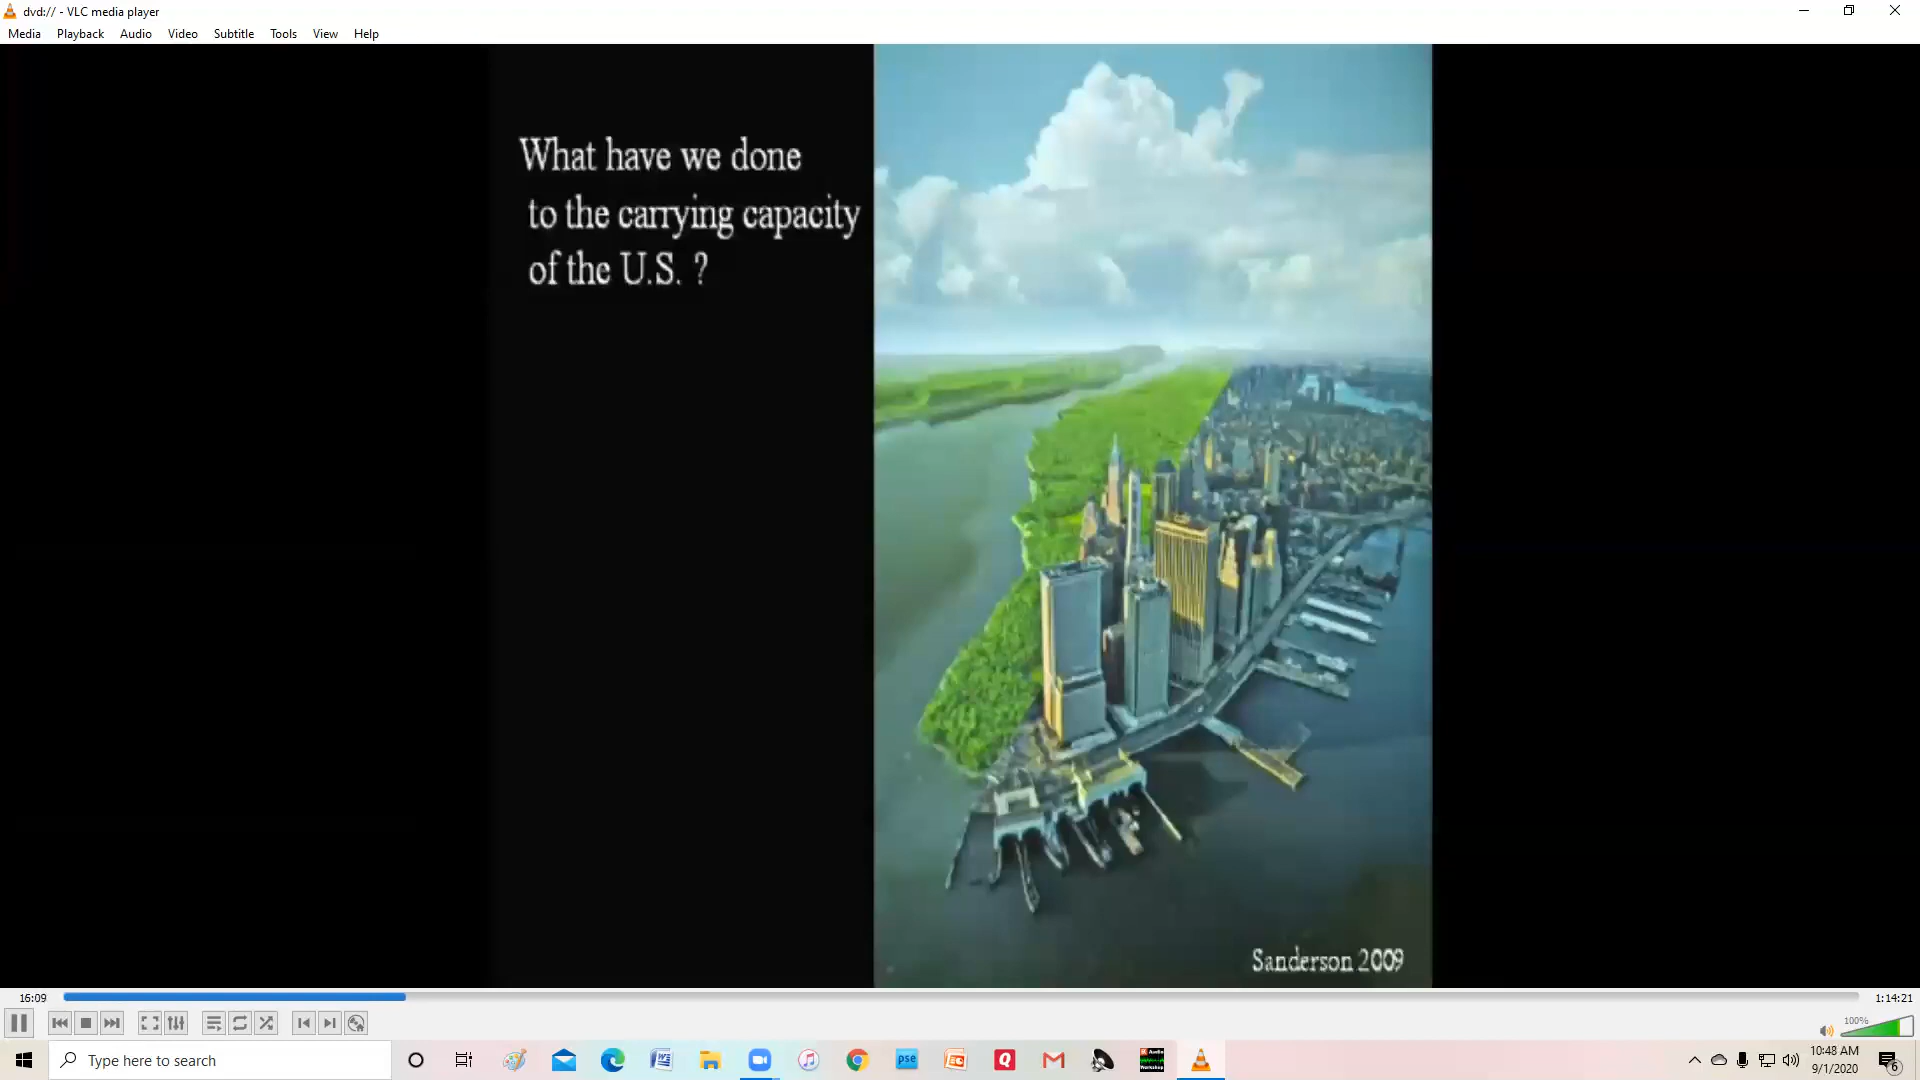 dvd:// - VLC media player
Media Playback Audio Video Subtitle Tools View Help
What have we done
to the carrying capacity
of the U.S. ?
Sanderson 2009
16:09
1:14:21
100%
Type here to search
pse
10:48 AM
9/1/2020
6